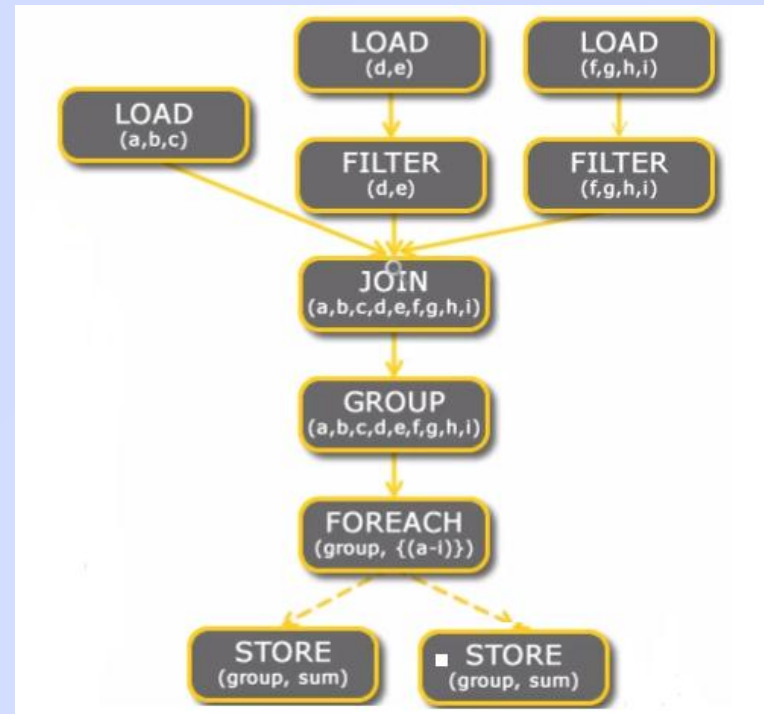 LOAD
(d,e)
LOAD
(f,g,h,i)
LOAD
(a,b,c)
FILTER
(d,e)
FILTER
(f,g,h,i)
JOIN
(a,b,c,d,e,f,g,h,i)
GROUP
(a,b,c,d,e,f,g,h,i)
FOREACH
(group, {(a-i)})
STORE
(group, sum)
STORE
(group, sum)